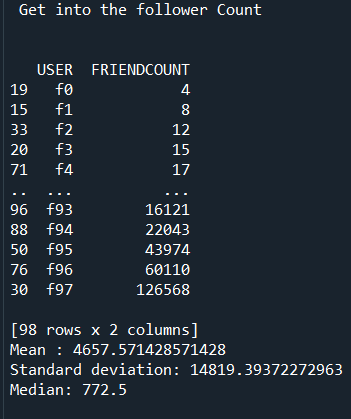 Get into the follower Count
USER FRIENDCOUNT
19 f0 4
15 f1 8
33 f2 12
20 f3 15
71 f4 17
.. ... ...
96 f93 16121
88 f94 22043
50 f95 43974
76 f96 60110
30 f97 126568
[98 rows x 2 columns]
Mean : 4657.571428571428
Standard deviation: 14819.39372272963
Median: 772.5